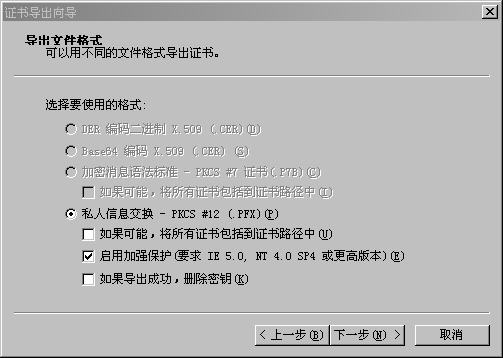 证书导出向导
导出文件格式
可以用不同的文件格式导出证书。
选择要使用的格式:
DER 编码二进制 X.509 (.CER)(D)
Base64 编码 X.509 (.CER) (S)
加密消息语法标准 - PKCS #7 证书(.P7B)(C)
如果可能，将所有证书包括到证书路径中(I)
私人信息交换 - PKCS #12 (.PFX)(P)
如果可能，将所有证书包括到证书路径中(U)
启用加强保护(要求 IE 5.0, NT 4.0 SP4 或更高版本)(E)
如果导出成功，删除密钥(K)
< 上一步(B) 下一步(N) > 取消